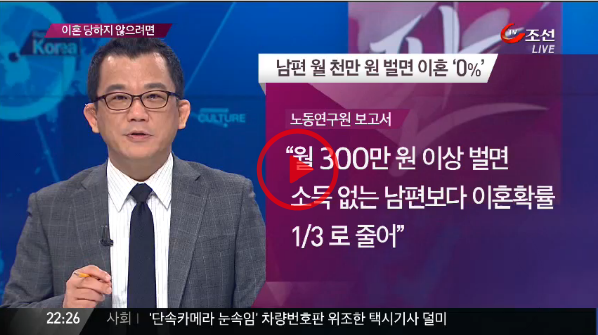 이혼 당하지 않으려면
Korea
CULTURE
TV조선
LIVE
남편 월 천만 원 벌면 이혼 '0%'
노동연구원 보고서
“월 300만 원 이상 벌면
소득 없는 남편보다 이혼확률
1/3 로 줄어”
22:26 사회 | '단속카메라 눈속임' 차량번호판 위조한 택시기사 덜미